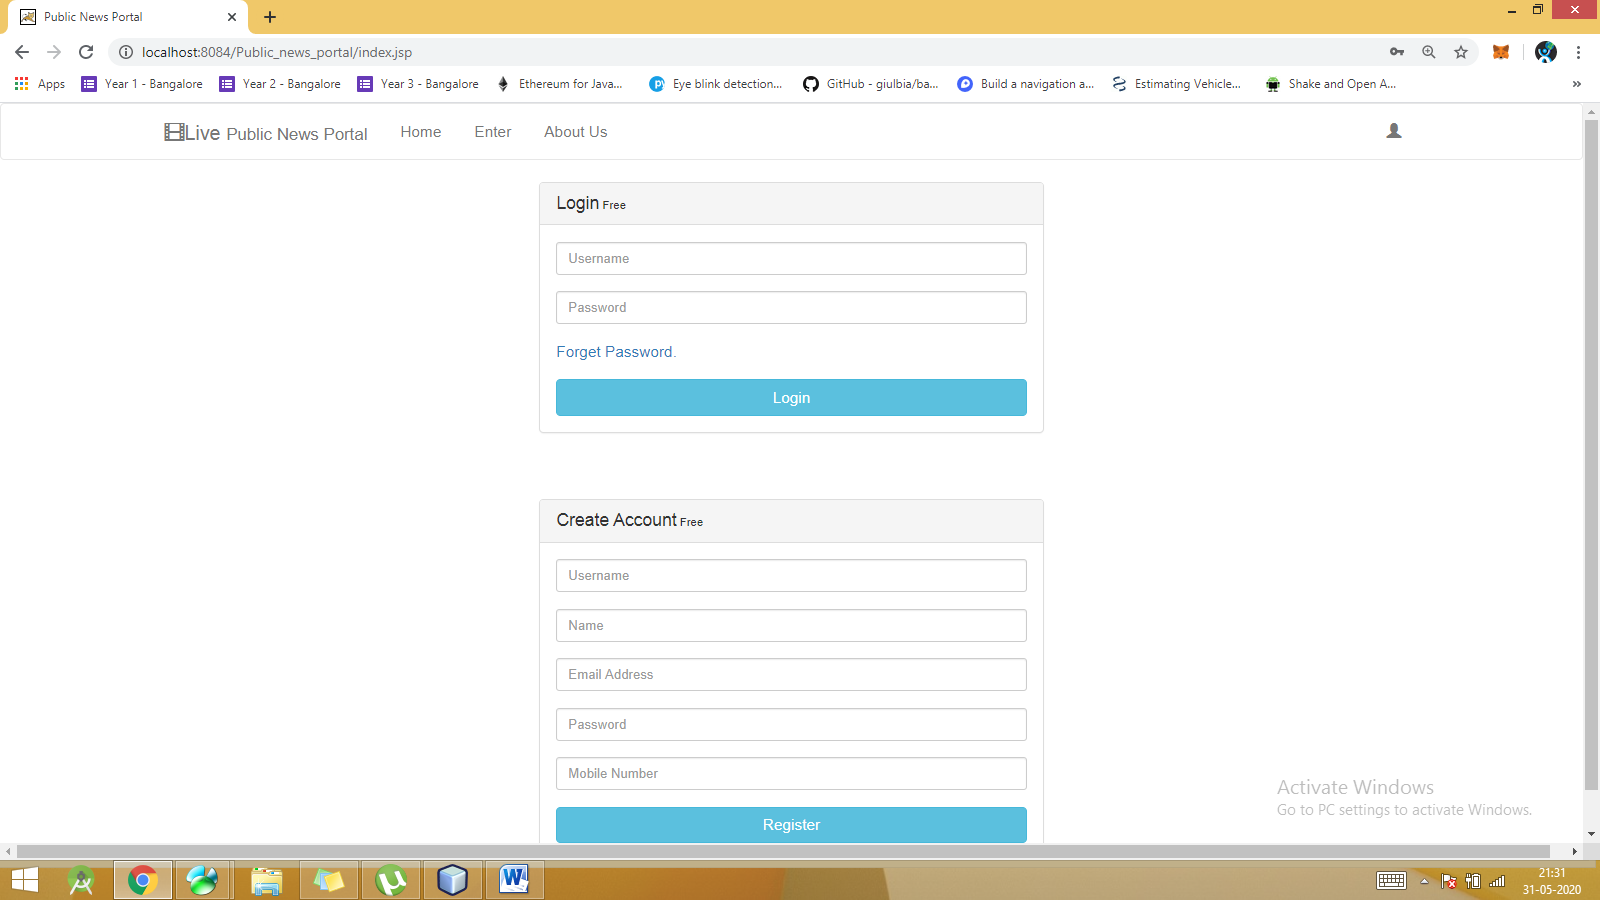 Public News Portal
localhost:8084/Public_news_portal/index.jsp
Apps Year 1 - Bangalore Year 2 - Bangalore Year 3 - Bangalore Ethereum for Java... Eye blink detection... GitHub - giulbia/ba... Build a navigation a... Estimating Vehicle... Shake and Open A... »
Live Public News Portal Home Enter About Us
Login Free
Username
Password
Forget Password.
Login
Create Account Free
Username
Name
Email Address
Password
Mobile Number
Register
Activate Windows
Go to PC settings to activate Windows.
21:31
31-05-2020